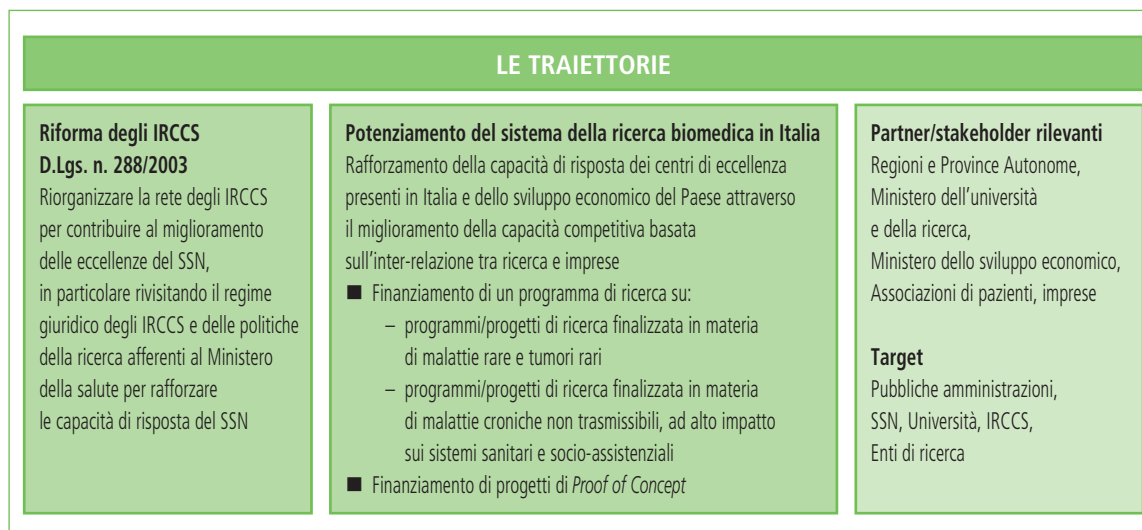 LE TRAIETTORIE
Riforma degli IRCCS
D.Lgs. n. 288/2003
Riorganizzare la rete degli IRCCS
per contribuire al miglioramento
delle eccellenze del SSN,
in particolare rivisitando il regime
giuridico degli IRCCS e delle politiche
della ricerca afferenti al Ministero
della salute per rafforzare
le capacità di risposta del SSN
Potenziamento del sistema della ricerca biomedica in Italia
Rafforzamento della capacità di risposta dei centri di eccellenza
presenti in Italia e dello sviluppo economico del Paese attraverso
il miglioramento della capacità competitiva basata
sull'inter-relazione tra ricerca e imprese
■ Finanziamento di un programma di ricerca su:
– programmi/progetti di ricerca finalizzata in materia
di malattie rare e tumori rari
– programmi/progetti di ricerca finalizzata in materia
di malattie croniche non trasmissibili, ad alto impatto
sui sistemi sanitari e socio-assistenziali
■ Finanziamento di progetti di Proof of Concept
Partner/stakeholder rilevanti
Regioni e Province Autonome,
Ministero dell'università
e della ricerca,
Ministero dello sviluppo economico,
Associazioni di pazienti, imprese
Target
Pubbliche amministrazioni,
SSN, Università, IRCCS,
Enti di ricerca